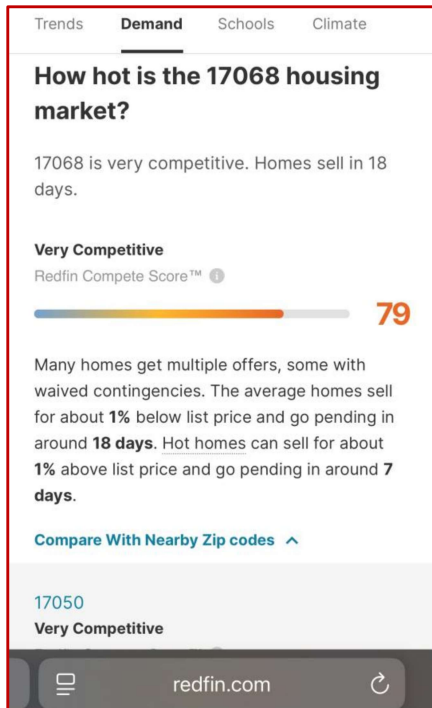 Trends Demand Schools Climate
How hot is the 17068 housing
market?
17068 is very competitive. Homes sell in 18
days.
Very Competitive
Redfin Compete Score™
79
Many homes get multiple offers, some with
waived contingencies. The average homes sell
for about 1% below list price and go pending in
around 18 days. Hot homes can sell for about
1% above list price and go pending in around 7
days.
Compare With Nearby Zip codes
17050
Very Competitive
redfin.com